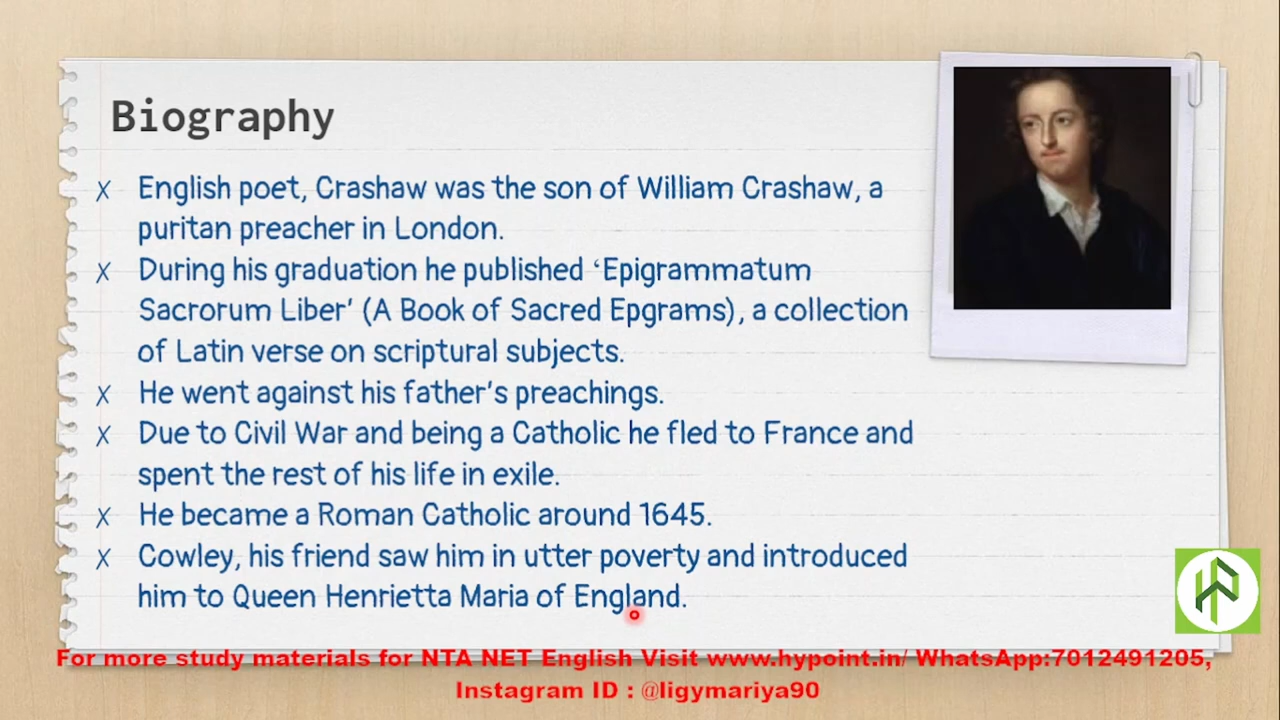 Biography
x English poet, Crashaw was the son of William Crashaw, a
puritan preacher in London.
x During his graduation he published ‘Epigrammatum
Sacrorum Liber’ (A Book of Sacred Epgrams), a collection
of Latin verse on scriptural subjects.
x He went against his father’s preachings.
x Due to Civil War and being a Catholic he fled to France and
spent the rest of his life in exile.
x He became a Roman Catholic around 1645.
x Cowley, his friend saw him in utter poverty and introduced
him to Queen Henrietta Maria of England.
For more study materials for NTA NET English Visit www.hypoint.in/ WhatsApp:7012491205,
Instagram ID : @ligymariya90